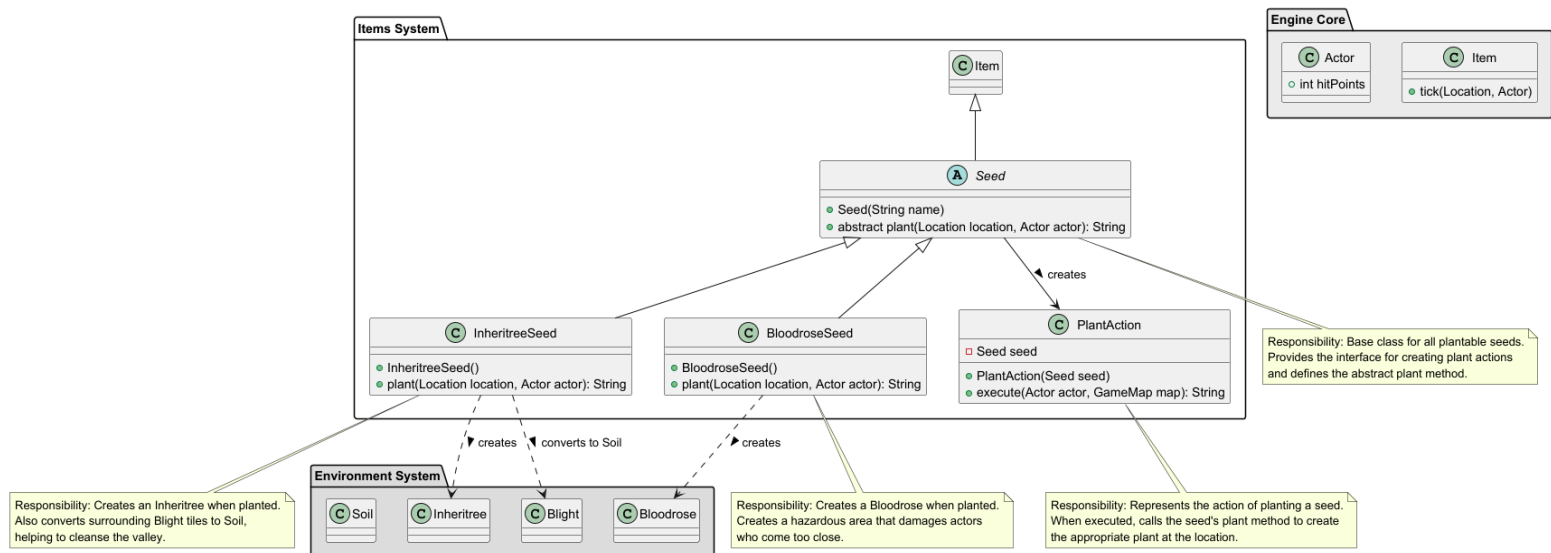 Items System
Engine Core
C Item
C Actor
int hitPoints
C Item
tick(Location, Actor)
A Seed
Seed(String name)
abstract plant(Location location, Actor actor): String
creates
C InheritreeSeed
InheritreeSeed()
plant(Location location, Actor actor): String
C BloodroseSeed
BloodroseSeed()
plant(Location location, Actor actor): String
C PlantAction
Seed seed
PlantAction(Seed seed)
execute(Actor actor, GameMap map): String
Responsibility: Base class for all plantable seeds.
Provides the interface for creating plant actions
and defines the abstract plant method.
creates
converts to Soil
creates
Environment System
C Soil
C Inheritree
C Blight
C Bloodrose
Responsibility: Creates an Inheritree when planted.
Also converts surrounding Blight tiles to Soil,
helping to cleanse the valley.
Responsibility: Creates a Bloodrose when planted.
Creates a hazardous area that damages actors
who come too close.
Responsibility: Represents the action of planting a seed.
When executed, calls the seed's plant method to create
the appropriate plant at the location.